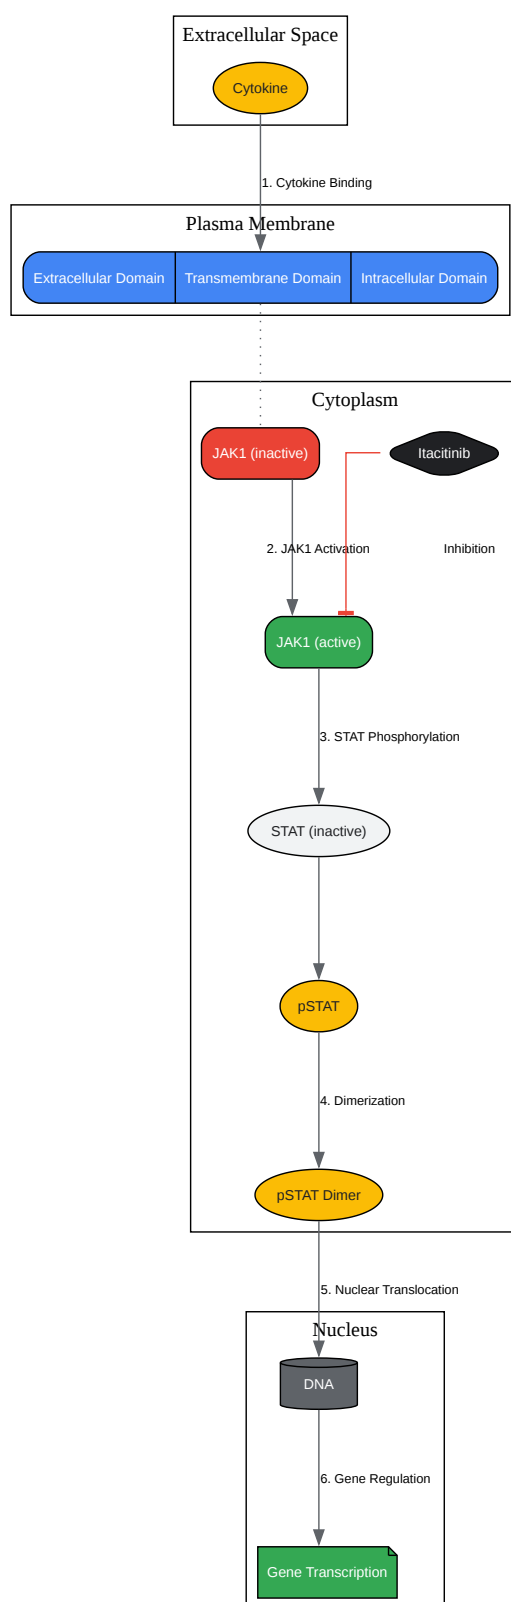 Extracellular Space
Cytokine
1. Cytokine Binding
Plasma Membrane
Extracellular Domain
Transmembrane Domain
Intracellular Domain
Cytoplasm
JAK1 (inactive)
Itacitinib
2. JAK1 Activation
Inhibition
JAK1 (active)
3. STAT Phosphorylation
STAT (inactive)
pSTAT
4. Dimerization
pSTAT Dimer
5. Nuclear Translocation
Nucleus
DNA
6. Gene Regulation
Gene Transcription